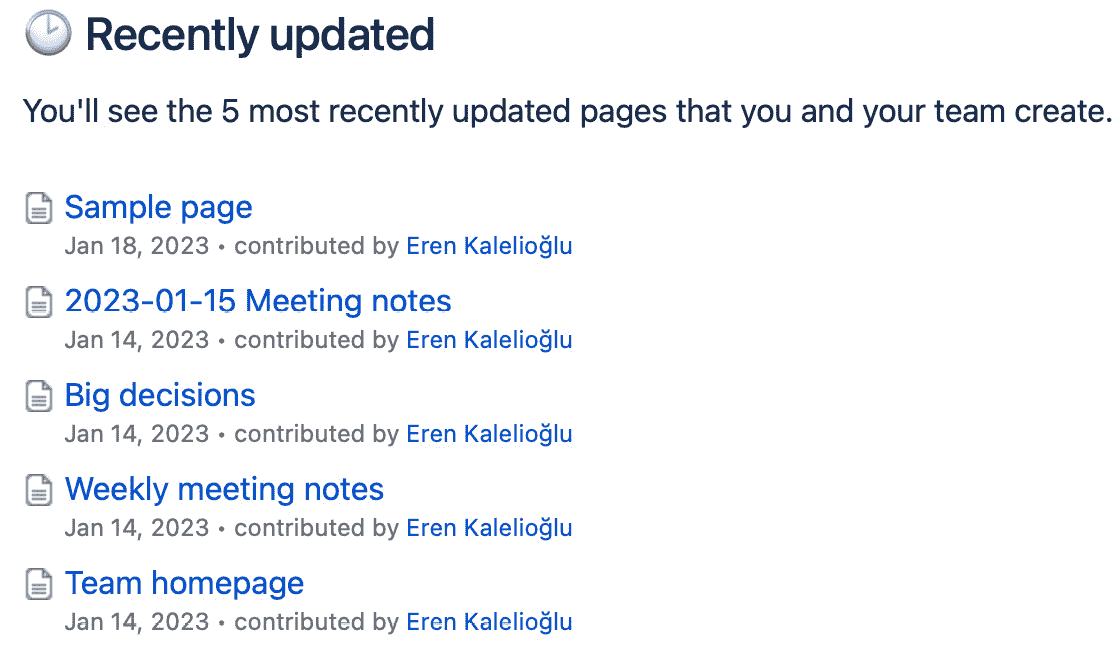 Recently updated
You'll see the 5 most recently updated pages that you and your team create.
Sample page
Jan 18, 2023 • contributed by Eren Kalelioğlu
2023-01-15 Meeting notes
Jan 14, 2023 • contributed by Eren Kalelioğlu
Big decisions
Jan 14, 2023 • contributed by Eren Kalelioğlu
Weekly meeting notes
Jan 14, 2023 • contributed by Eren Kalelioğlu
Team homepage
Jan 14, 2023 • contributed by Eren Kalelioğlu